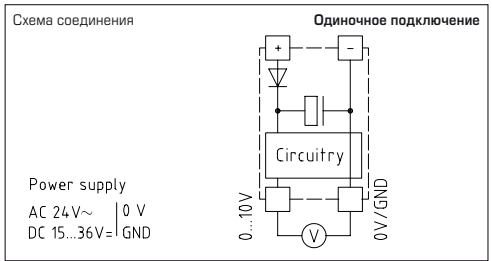 Схема соединения
Одиночное подключение
+ −
Circuitry
Power supply
AC 24V~ 0 V
DC 15...36V= GND
0...10V
0V/GND
V